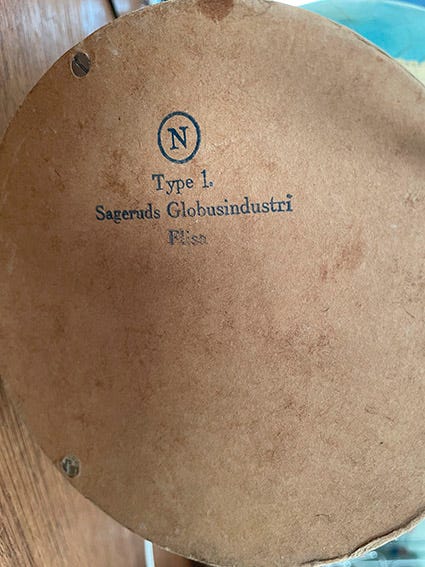 N
Type 1.
Sageruds Globusindustri
Flisa